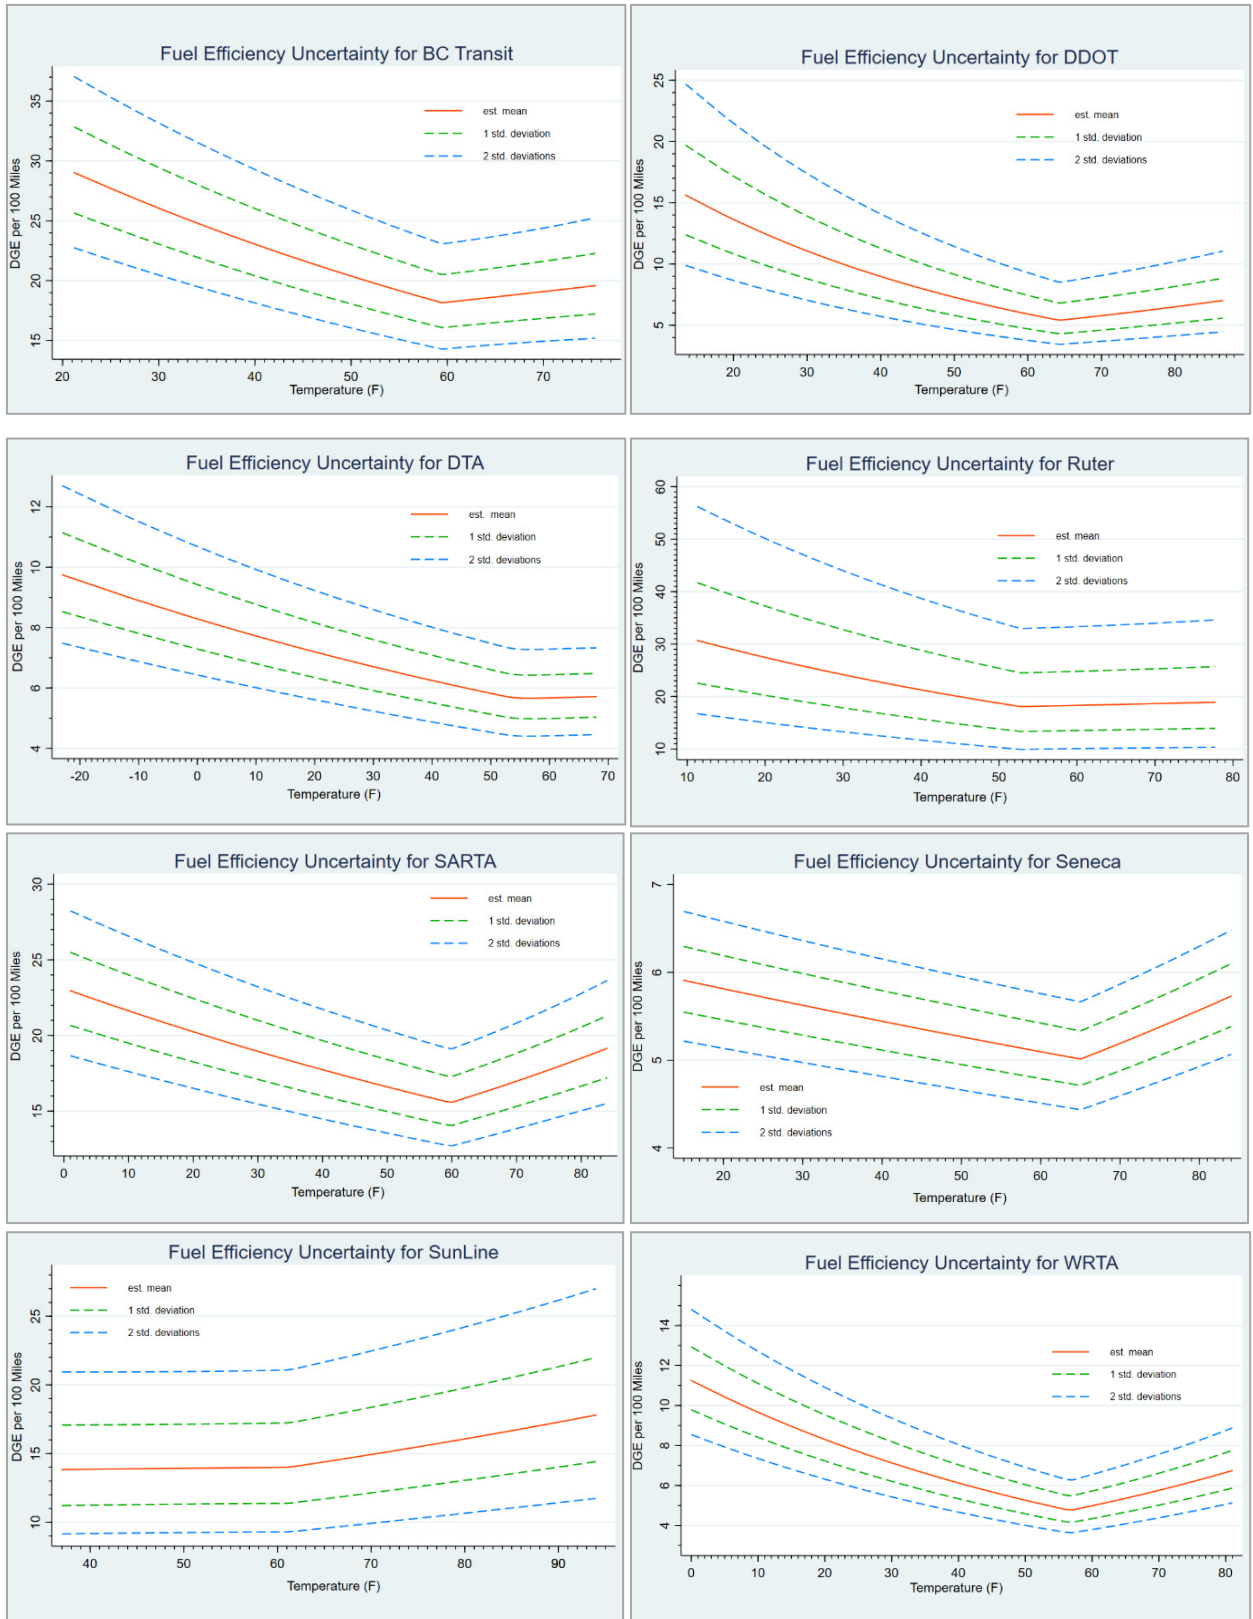 Fuel Efficiency Uncertainty for BC Transit
DGE per 100 Miles
35
30
25
20
15
est. mean
1 std. deviation
2 std. deviations
20 30 40 50 60 70
Temperature (F)
Fuel Efficiency Uncertainty for DDOT
DGE per 100 Miles
25
20
15
10
5
est. mean
1 std. deviation
2 std. deviations
20 30 40 50 60 70 80
Temperature (F)
Fuel Efficiency Uncertainty for DTA
DGE per 100 Miles
12
10
8
6
4
est. mean
1 std. deviation
2 std. deviations
-20 -10 0 10 20 30 40 50 60 70
Temperature (F)
Fuel Efficiency Uncertainty for Ruter
DGE per 100 Miles
60
50
40
30
20
10
est. mean
1 std. deviation
2 std. deviations
10 20 30 40 50 60 70 80
Temperature (F)
Fuel Efficiency Uncertainty for SARTA
DGE per 100 Miles
30
25
20
15
est. mean
1 std. deviation
2 std. deviations
0 10 20 30 40 50 60 70 80
Temperature (F)
Fuel Efficiency Uncertainty for Seneca
DGE per 100 Miles
7
6
5
4
est. mean
1 std. deviation
2 std. deviations
20 30 40 50 60 70 80
Temperature (F)
Fuel Efficiency Uncertainty for SunLine
DGE per 100 Miles
25
20
15
10
est. mean
1 std. deviation
2 std. deviations
40 50 60 70 80 90
Temperature (F)
Fuel Efficiency Uncertainty for WRTA
DGE per 100 Miles
14
12
10
8
6
4
est. mean
1 std. deviation
2 std. deviations
0 10 20 30 40 50 60 70 80
Temperature (F)